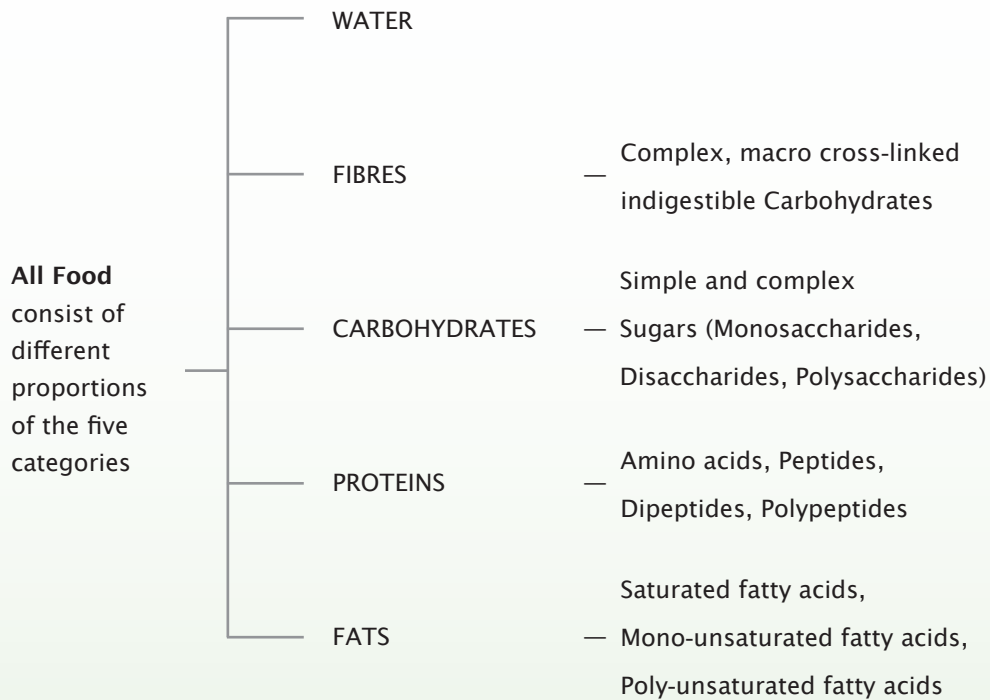 All Food
consist of
different
proportions
of the five
categories
WATER
FIBRES
— Complex, macro cross-linked
indigestible Carbohydrates
CARBOHYDRATES
Simple and complex
— Sugars (Monosaccharides,
Disaccharides, Polysaccharides)
PROTEINS
— Amino acids, Peptides,
Dipeptides, Polypeptides
FATS
Saturated fatty acids,
— Mono-unsaturated fatty acids,
Poly-unsaturated fatty acids